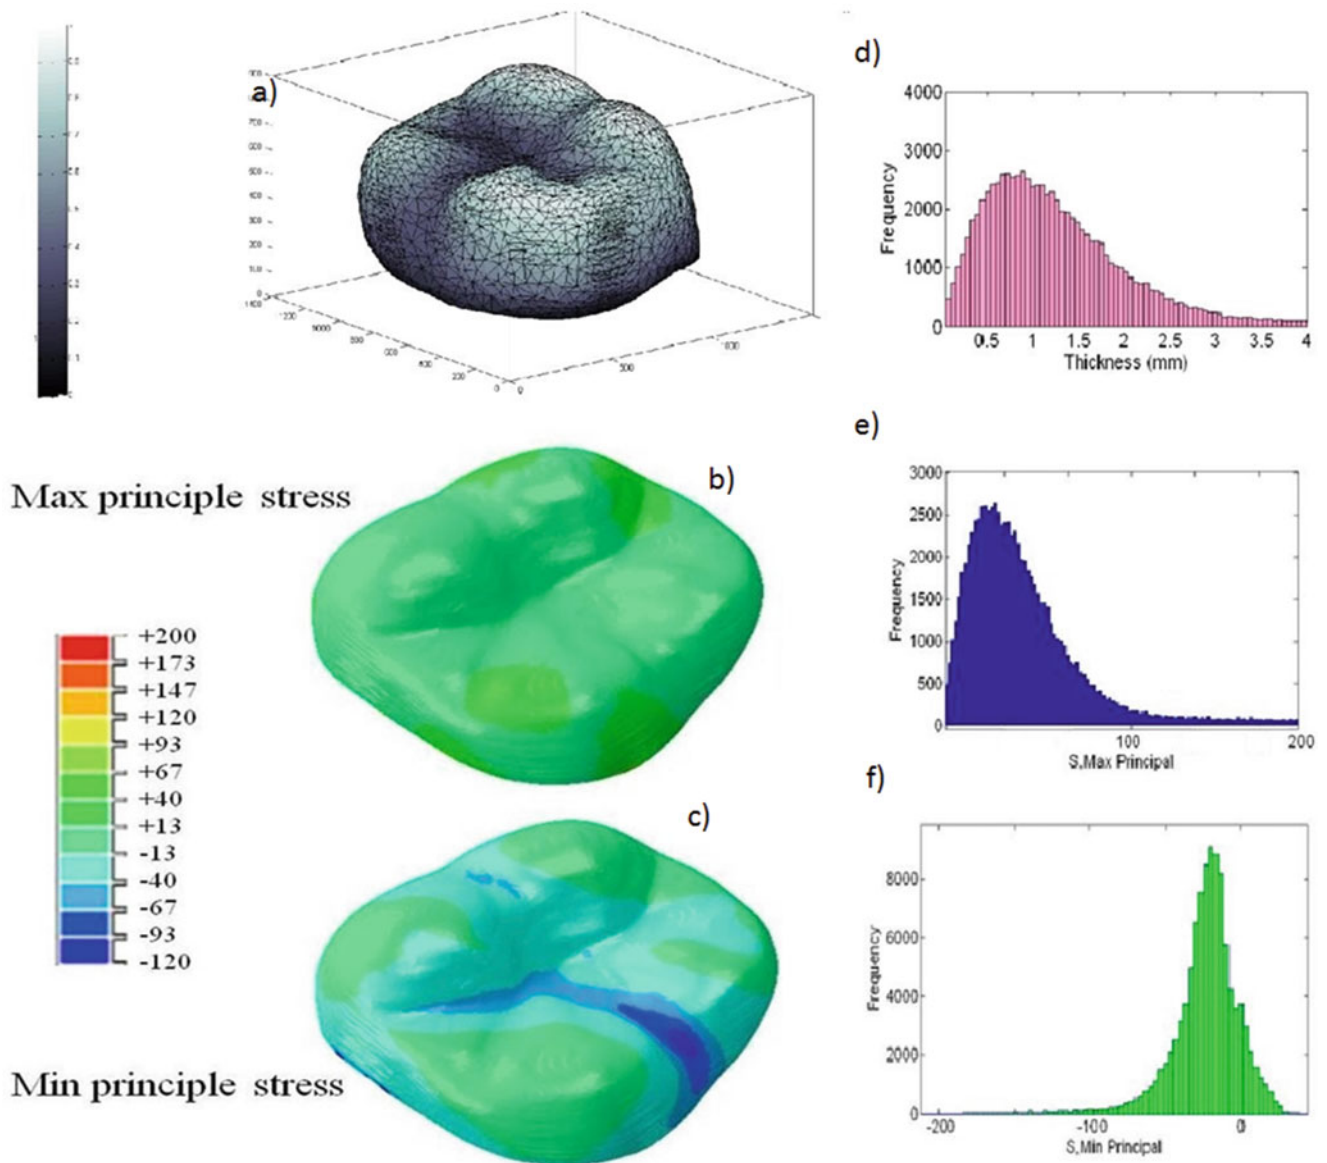 a)
d)
4000
3000
2000
1000
0
Frequency
0.5 1 1.5 2 2.5 3 3.5 4
Thickness (mm)
Max principle stress
b)
e)
3000
2500
2000
1500
1000
500
0
Frequency
100 200
S,Max Principal
+200
+173
+147
+120
+93
+67
+40
+13
-13
-40
-67
-93
-120
c)
Min principle stress
f)
8000
6000
4000
2000
0
Frequency
-200 -100 0
S,Min Principal